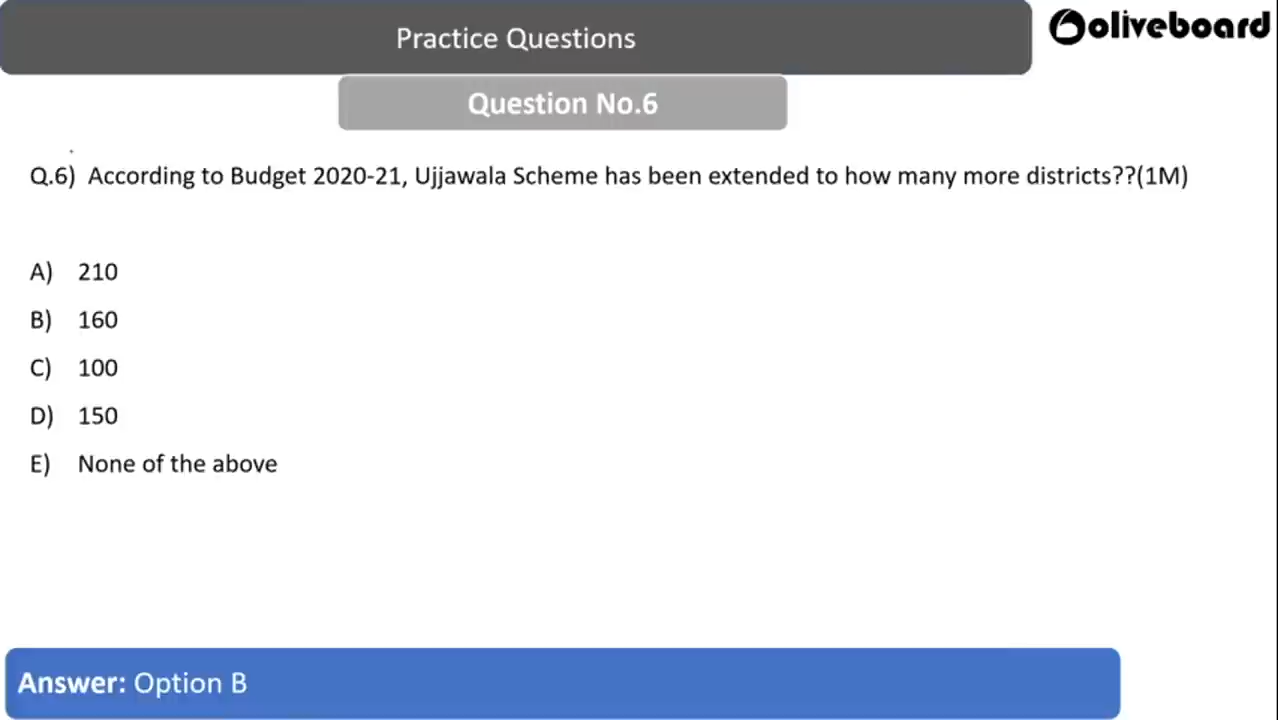 Practice Questions
oliveboard
Question No.6
Q.6) According to Budget 2020-21, Ujjawala Scheme has been extended to how many more districts??(1M)
A) 210
B) 160
C) 100
D) 150
E) None of the above
Answer: Option B